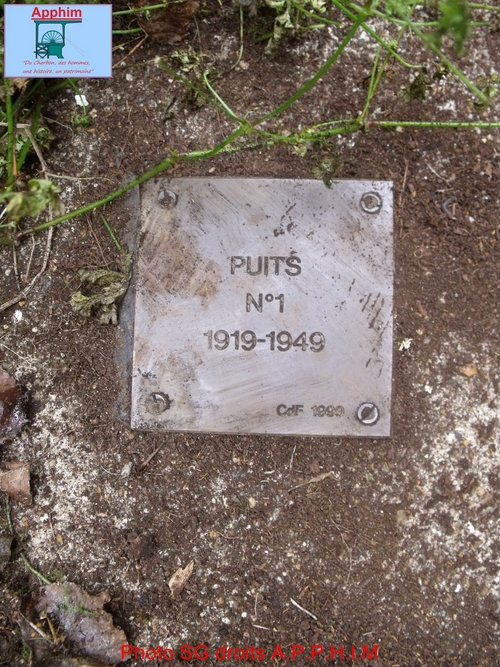 Apphim
"Du Charbon, des hommes,
une histoire, un patrimoine"
PUITS
N°1
1919-1949
CdF 1999
Photo SG droits A.P.P.H.I.M